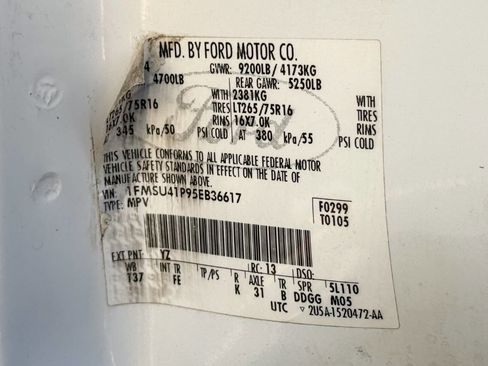 MFD. BY FORD MOTOR CO.
4 GVWR: 9200LB / 4173KG
4700LB REAR GAWR: 5250LB
WITH 2381KG WITH
/75R16 TIRES LT265/75R16 TIRES
16X7.0K RIMS 16X7.0K RIMS
345 kPa/50 PSI COLD AT 380 kPa/55 PSI COLD
Ford
THIS VEHICLE CONFORMS TO ALL APPLICABLE FEDERAL MOTOR
VEHICLE SAFETY STANDARDS IN EFFECT ON THE DATE OF
MANUFACTURE SHOWN ABOVE.
VIN: 1FMSU41P95EB36617 F0299
TYPE: MPV T0105
EXT PNT: YZ RC: 13 DSO:
WB INT TR TP/PS R AXLE TR SPR 5L110
T37 FE K 31 B DDGG M05
UTC ▽ 2U5A-1520472-AA